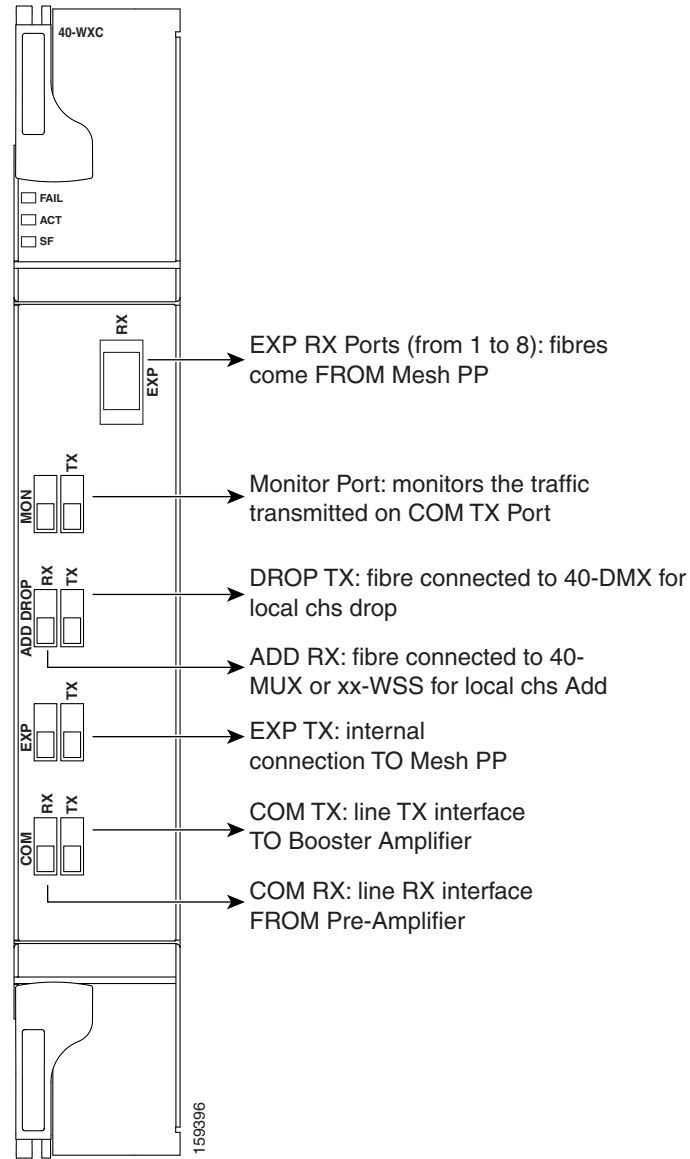 40-WXC
FAIL
ACT
SF
RX
EXP
EXP RX Ports (from 1 to 8): fibres
come FROM Mesh PP
MON
TX
Monitor Port: monitors the traffic
transmitted on COM TX Port
ADD DROP
RX
TX
DROP TX: fibre connected to 40-DMX for
local chs drop
ADD RX: fibre connected to 40-
MUX or xx-WSS for local chs Add
EXP
TX
EXP TX: internal
connection TO Mesh PP
COM
RX
TX
COM TX: line TX interface
TO Booster Amplifier
COM RX: line RX interface
FROM Pre-Amplifier
159396